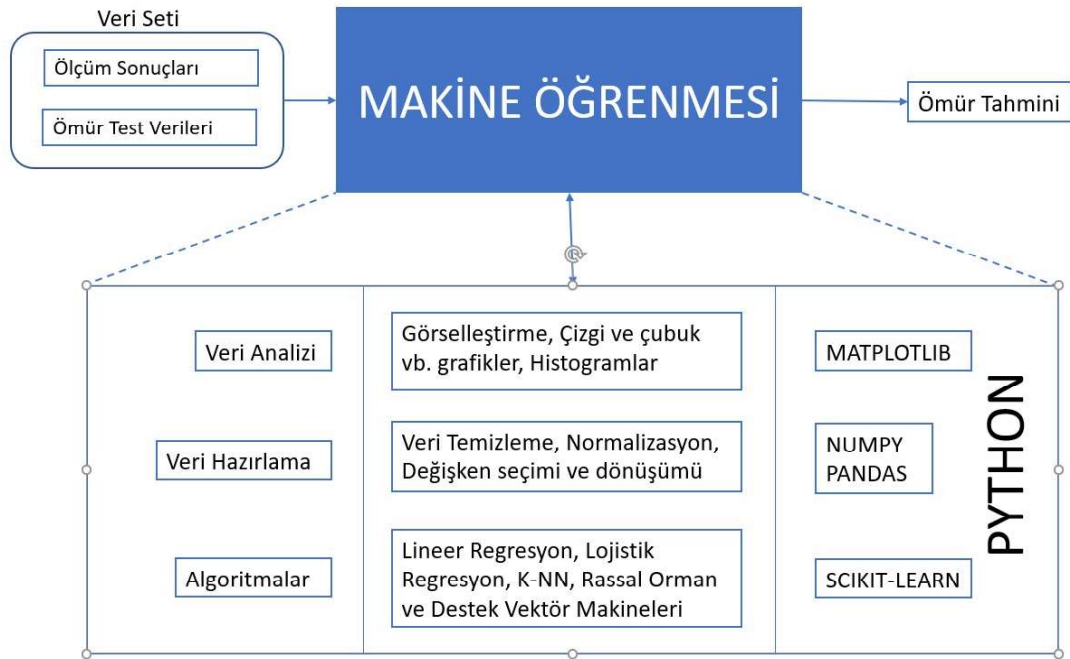 Veri Seti
Ölçüm Sonuçları
Ömür Test Verileri
MAKİNE ÖĞRENMESİ
Ömür Tahmini
Veri Analizi
Görselleştirme, Çizgi ve çubuk
vb. grafikler, Histogramlar
MATPLOTLIB
Veri Hazırlama
Veri Temizleme, Normalizasyon,
Değişken seçimi ve dönüşümü
NUMPY
PANDAS
Algoritmalar
Lineer Regresyon, Lojistik
Regresyon, K-NN, Rassal Orman
ve Destek Vektör Makineleri
SCIKIT-LEARN
PYTHON